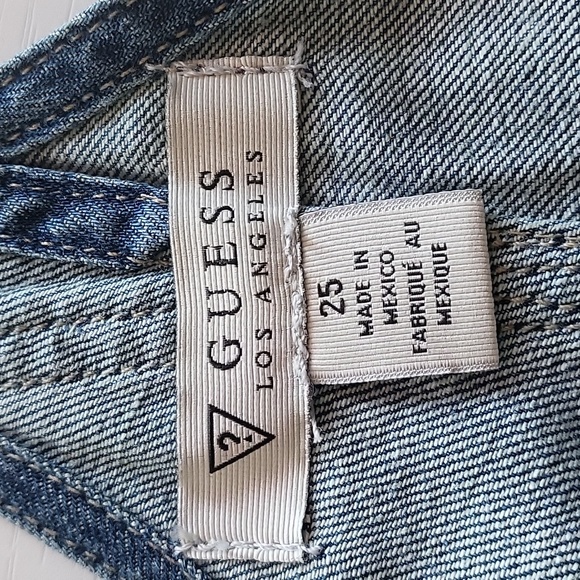 ? GUESS
LOS ANGELES
25
MADE IN
MEXICO
FABRIQUÉ AU
MEXIQUE